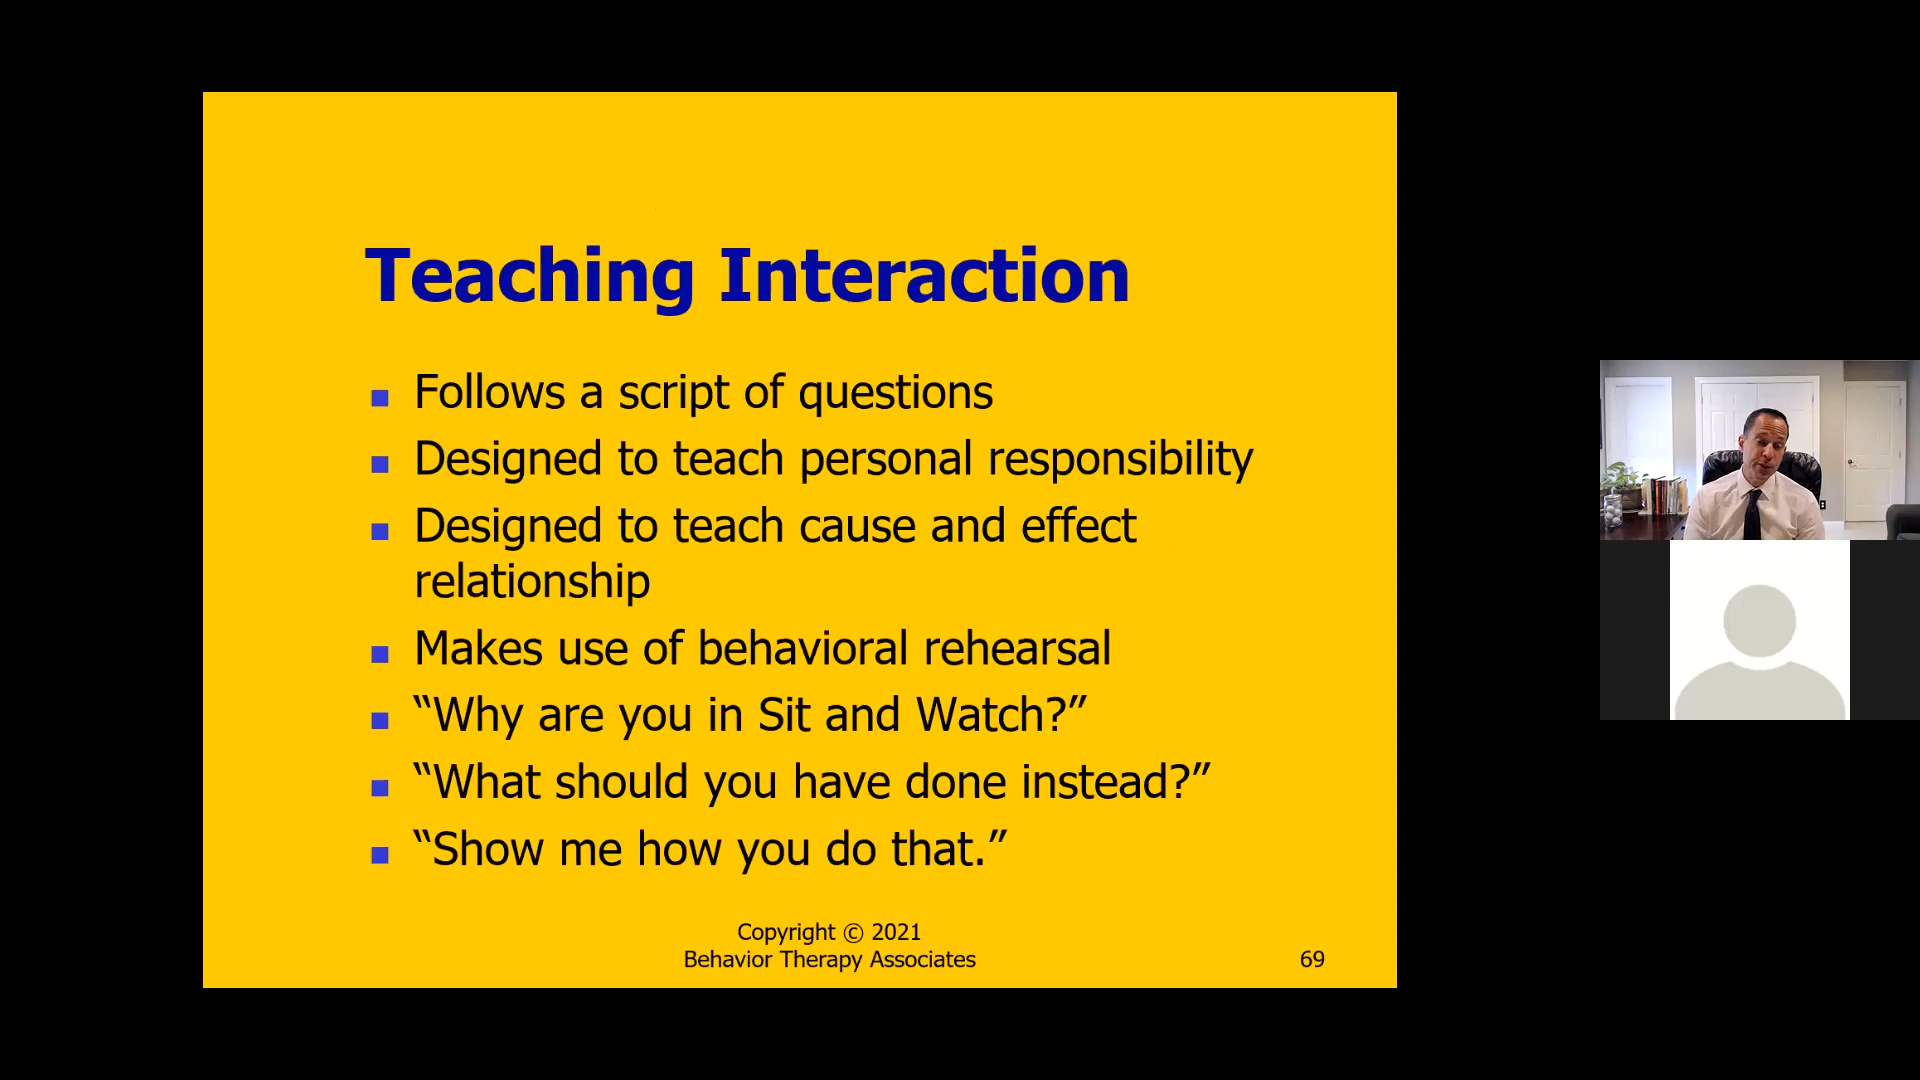 Teaching Interaction
Follows a script of questions
Designed to teach personal responsibility
Designed to teach cause and effect
relationship
Makes use of behavioral rehearsal
“Why are you in Sit and Watch?”
“What should you have done instead?”
“Show me how you do that.”
Copyright © 2021
Behavior Therapy Associates
69